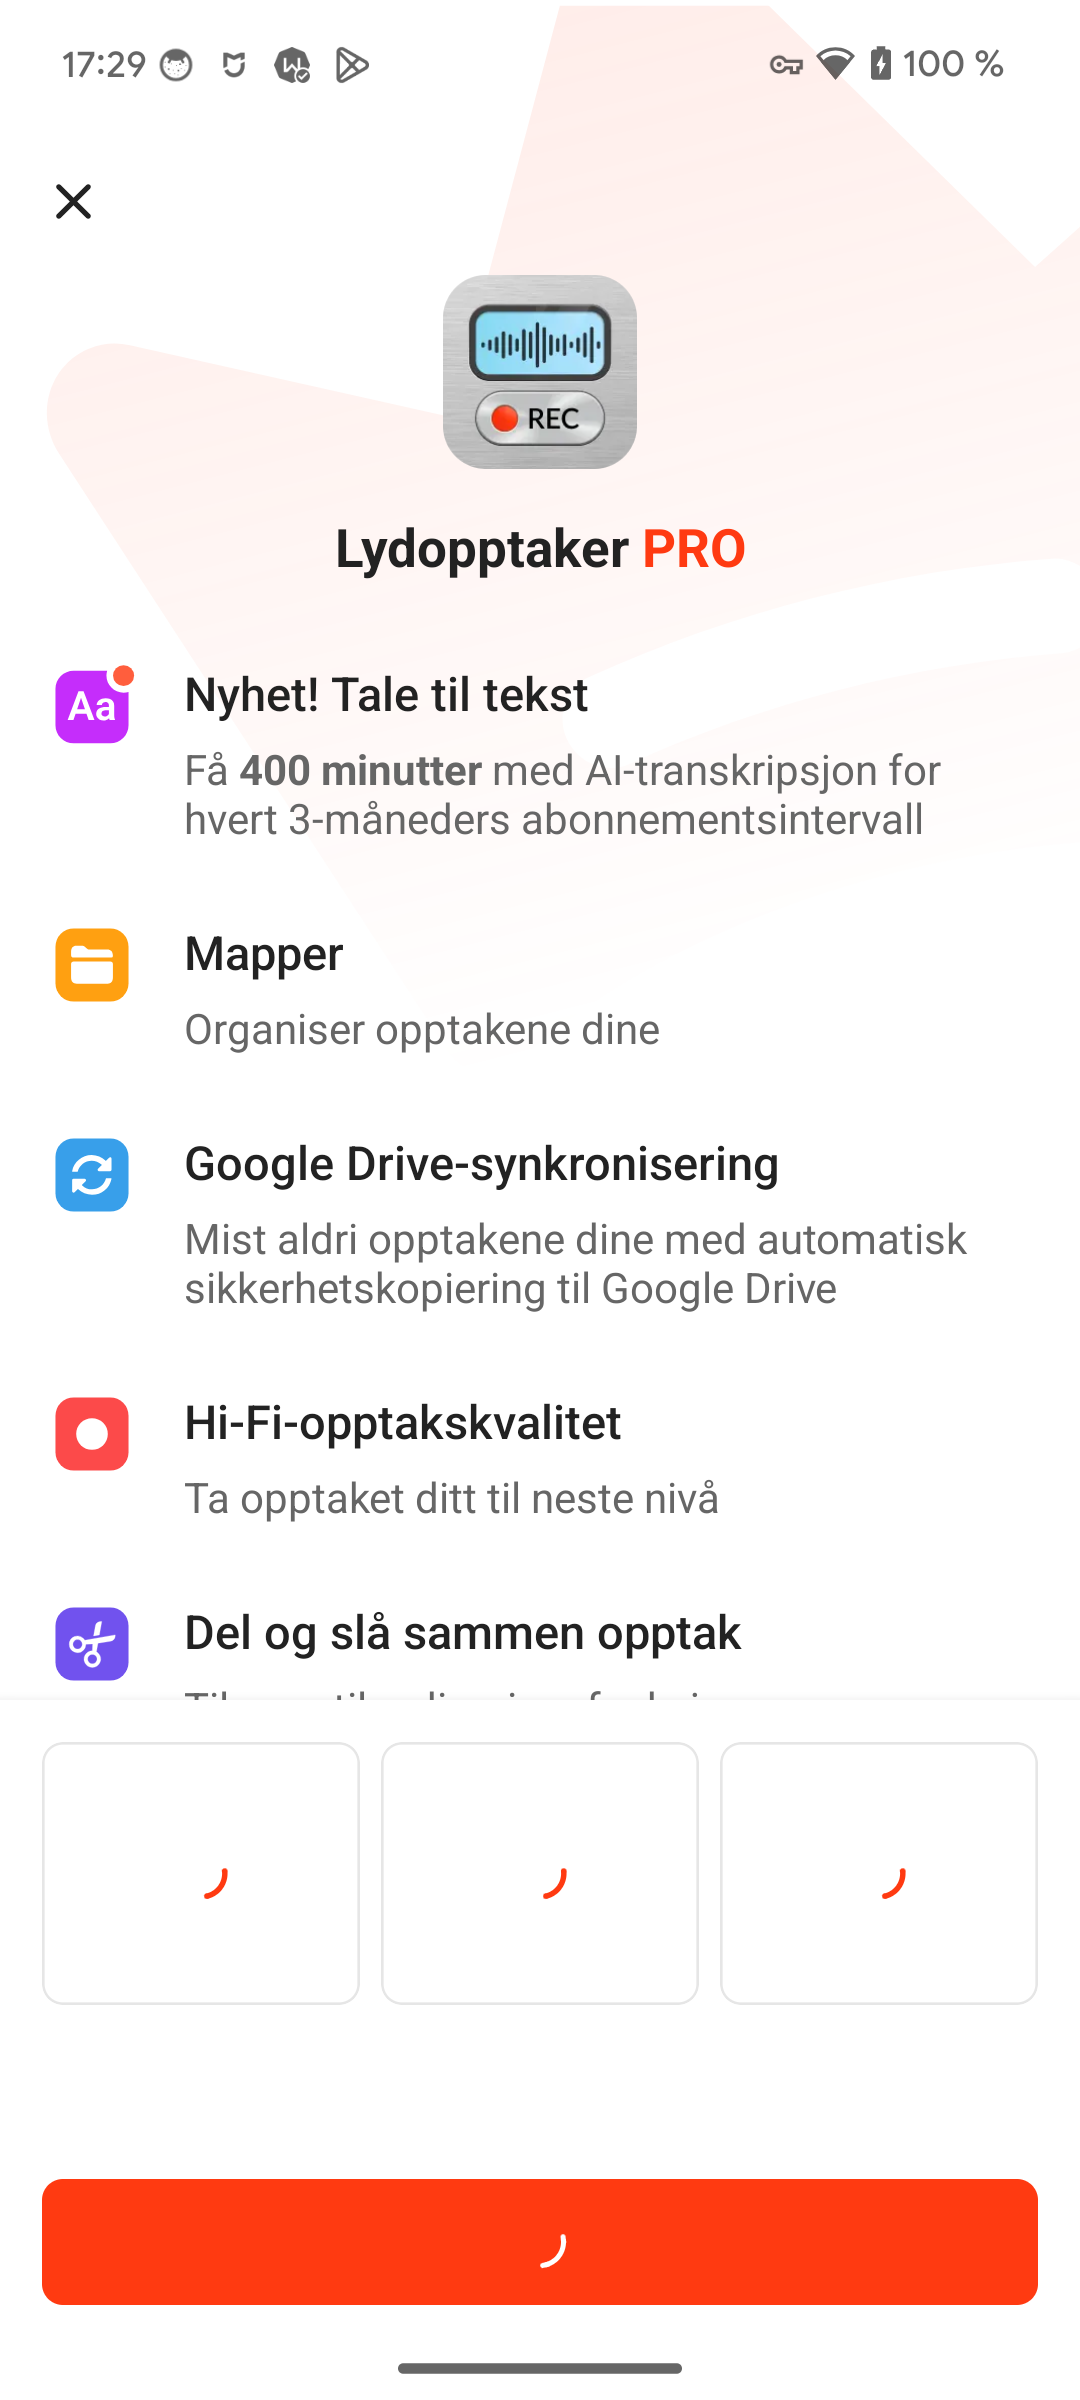 17:29
100 %
REC
Lydopptaker PRO
Aa
Nyhet! Tale til tekst
Få 400 minutter med AI-transkripsjon for
hvert 3-måneders abonnementsintervall
Mapper
Organiser opptakene dine
Google Drive-synkronisering
Mist aldri opptakene dine med automatisk
sikkerhetskopiering til Google Drive
Hi-Fi-opptakskvalitet
Ta opptaket ditt til neste nivå
Del og slå sammen opptak